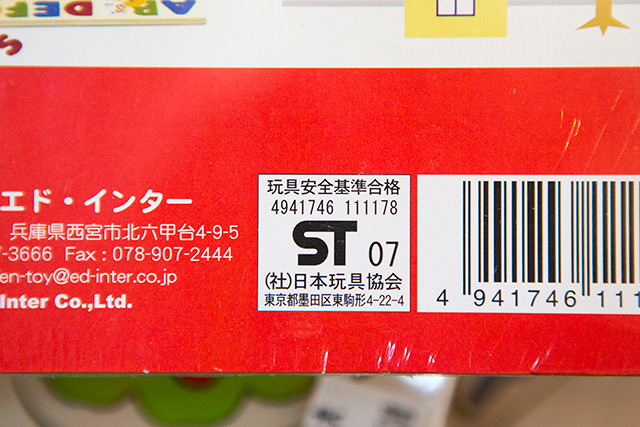 ABCDEFG
エド・インター
兵庫県西宮市北六甲台4-9-5
7-3666 Fax：078-907-2444
en-toy@ed-inter.co.jp
Inter Co.,Ltd.
玩具安全基準合格
4941746 111178
ST 07
(社)日本玩具協会
東京都墨田区東駒形4-22-4
4 941746 111